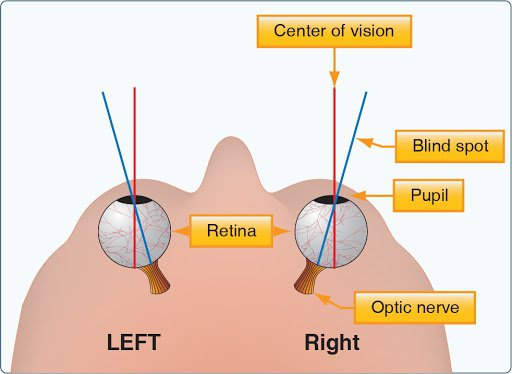 Center of vision
Blind spot
Pupil
Retina
Optic nerve
LEFT
Right